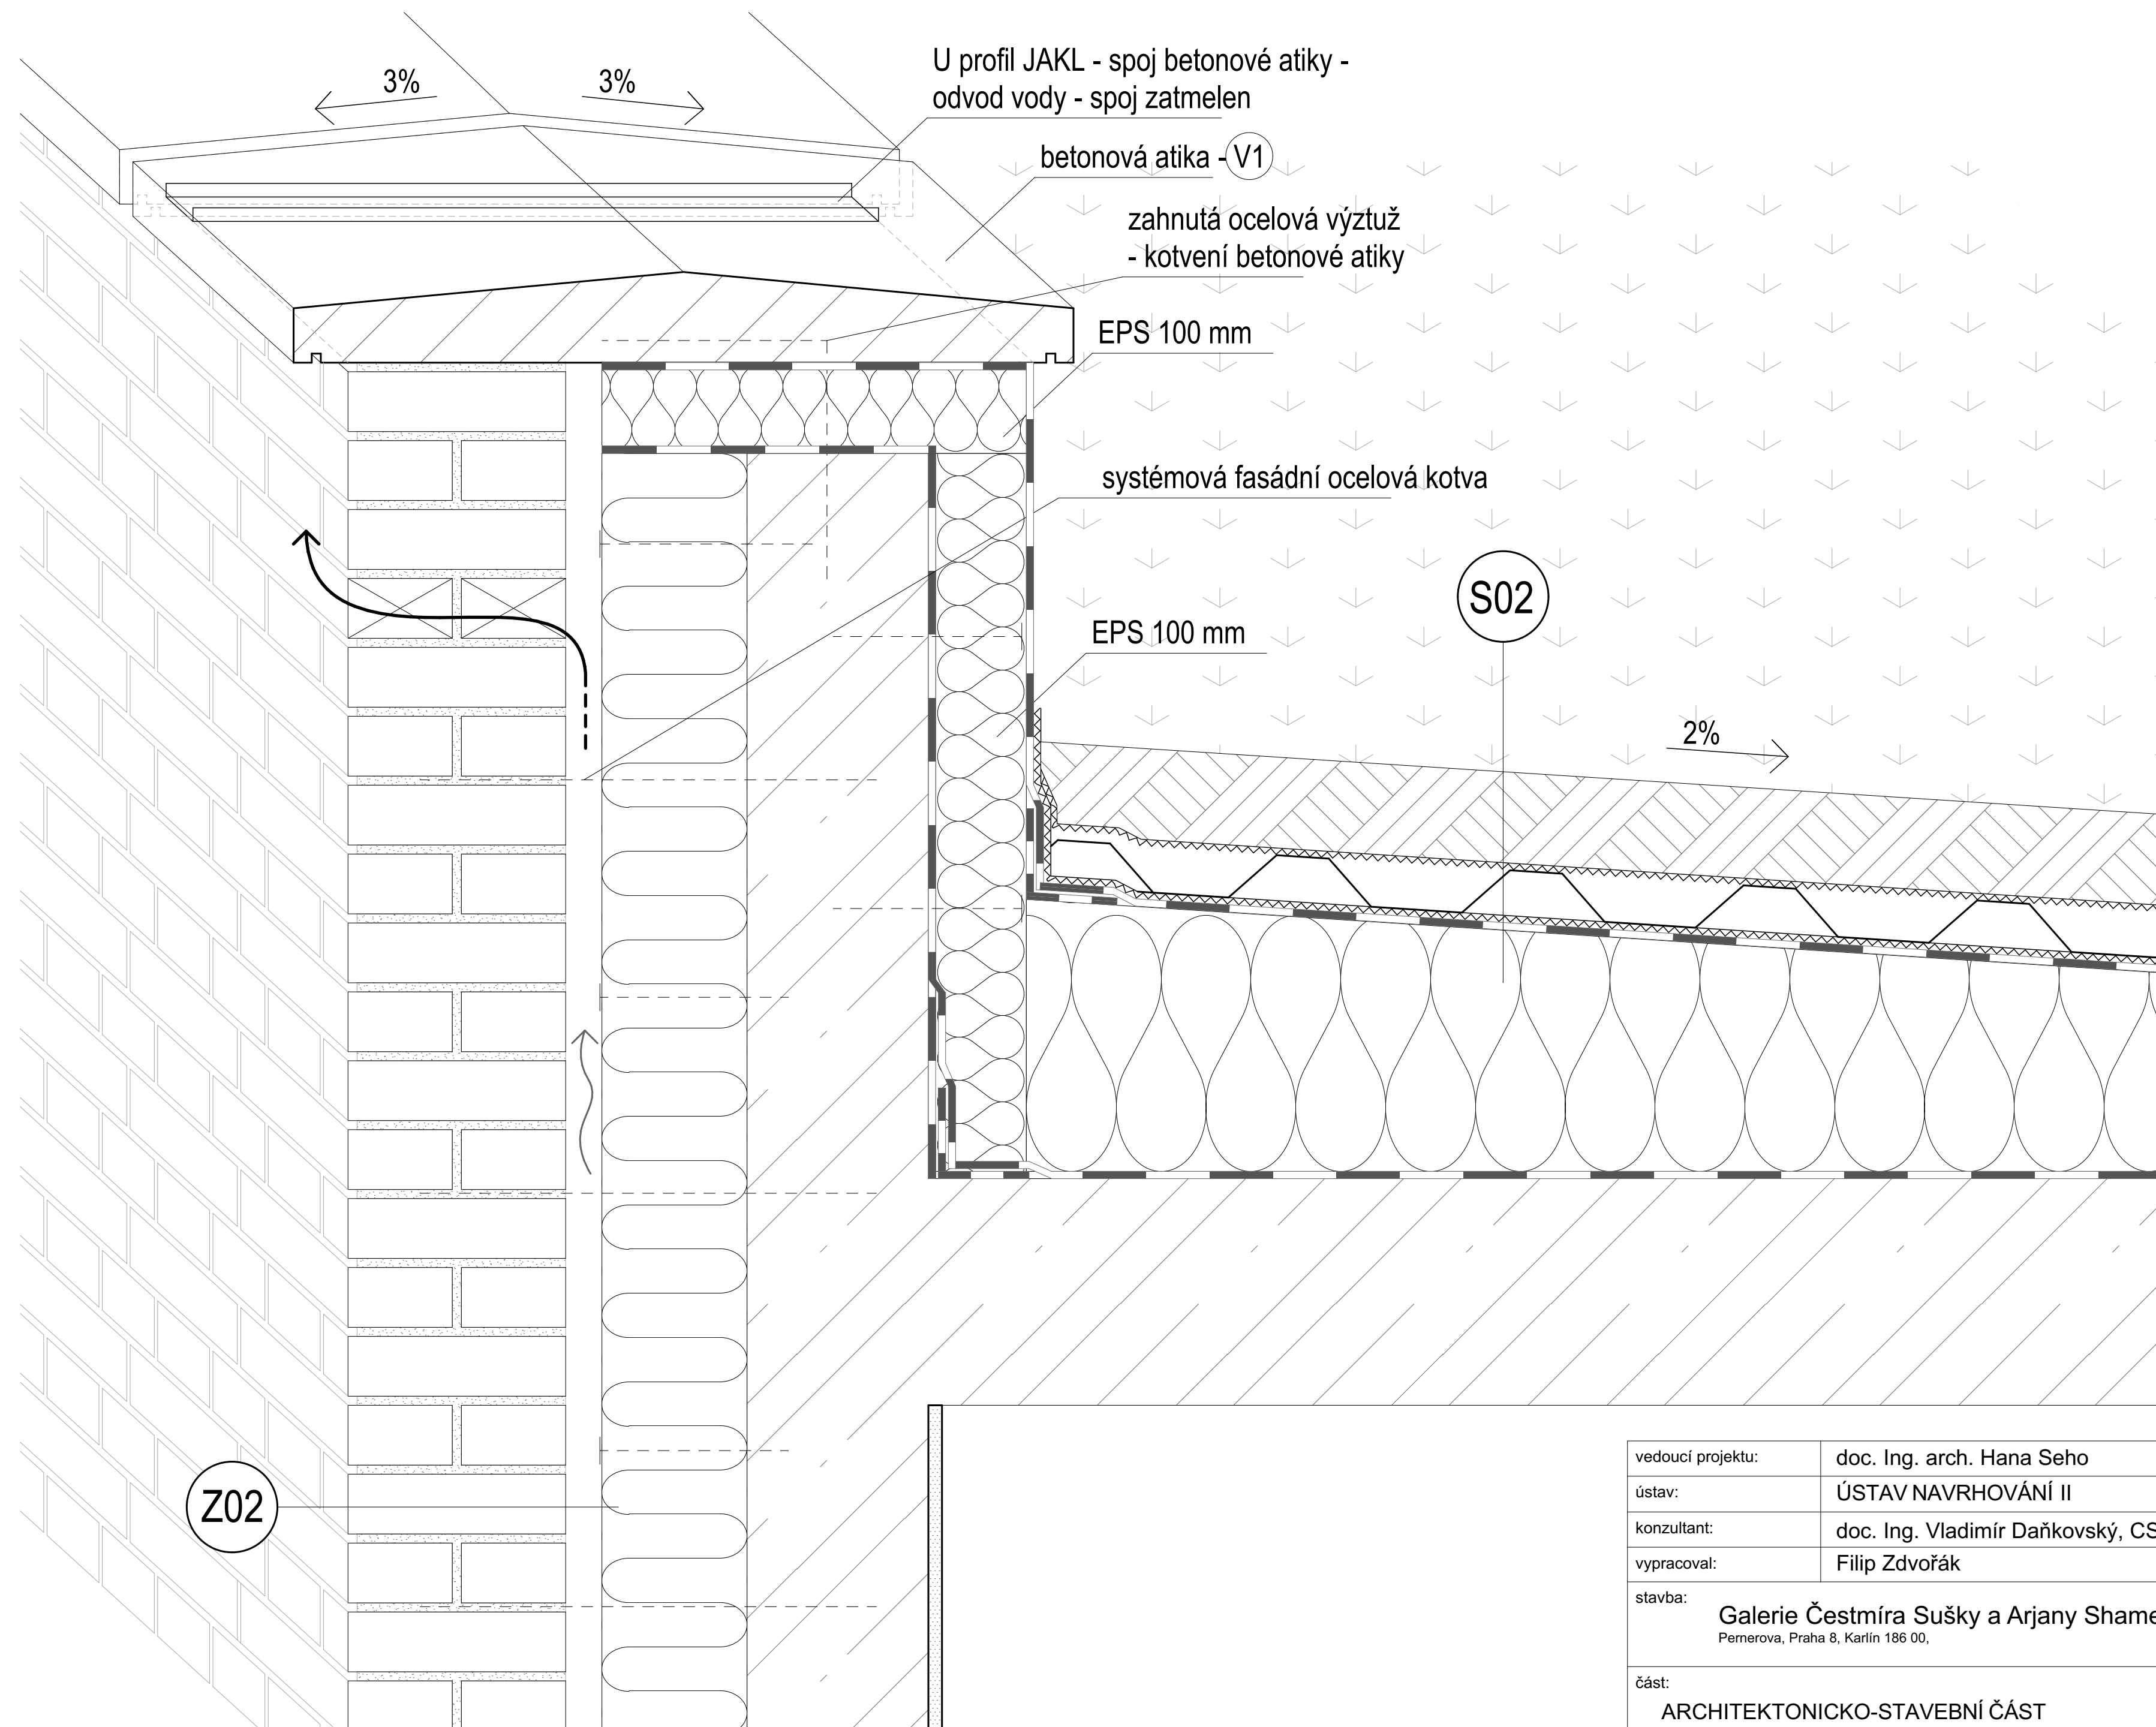 3%
3%
U profil JAKL - spoj betonové atiky -
odvod vody - spoj zatmelen
betonová atika - V1
zahnutá ocelová výztuž
- kotvení betonové atiky
EPS 100 mm
systémová fasádní ocelová kotva
S02
EPS 100 mm
2%
Z02
vedoucí projektu: doc. Ing. arch. Hana Seho
ústav: ÚSTAV NAVRHOVÁNÍ II
konzultant: doc. Ing. Vladimír Daňkovský, CS
vypracoval: Filip Zdvořák
stavba:
Galerie Čestmíra Sušky a Arjany Shame
Pernerova, Praha 8, Karlín 186 00,
část:
ARCHITEKTONICKO-STAVEBNÍ ČÁST